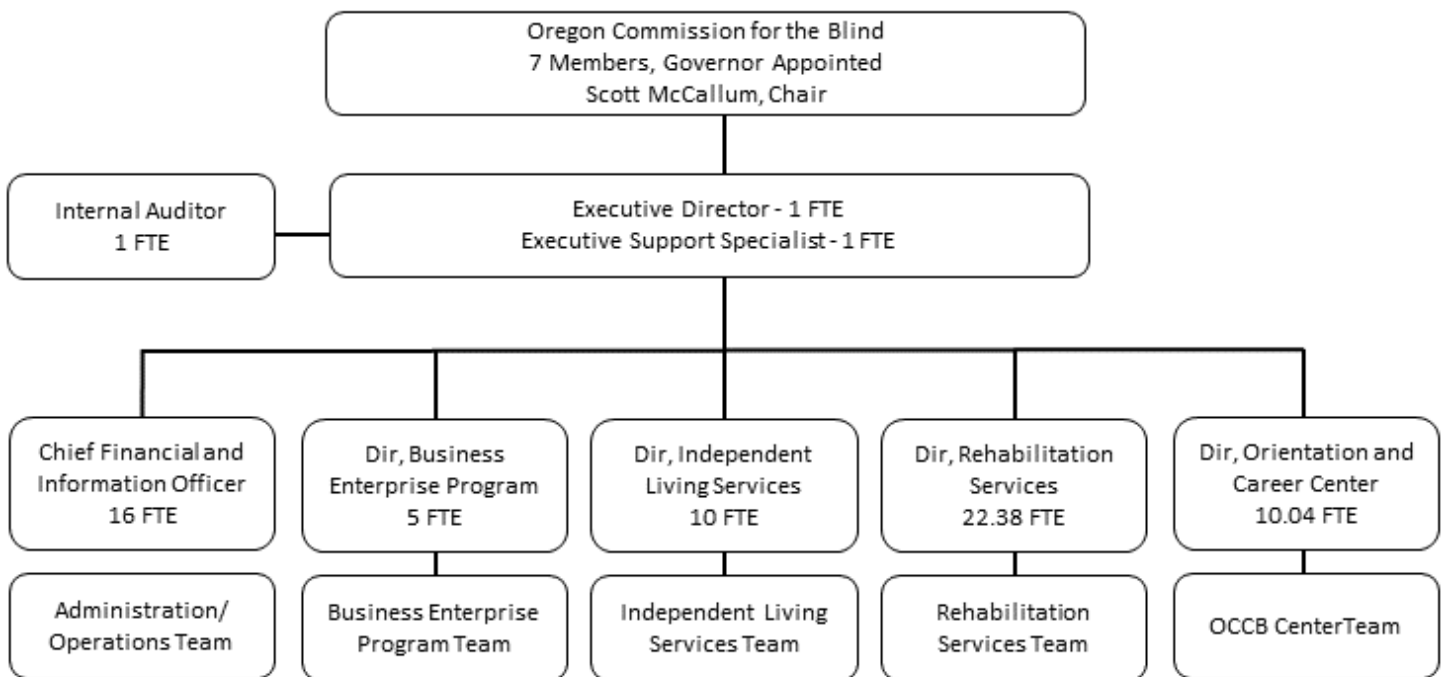 Oregon Commission for the Blind
7 Members, Governor Appointed
Scott McCallum, Chair
Internal Auditor
1 FTE
Executive Director - 1 FTE
Executive Support Specialist - 1 FTE
Chief Financial and
Information Officer
16 FTE
Dir, Business
Enterprise Program
5 FTE
Dir, Independent
Living Services
10 FTE
Dir, Rehabilitation
Services
22.38 FTE
Dir, Orientation and
Career Center
10.04 FTE
Administration/
Operations Team
Business Enterprise
Program Team
Independent Living
Services Team
Rehabilitation
Services Team
OCCB CenterTeam